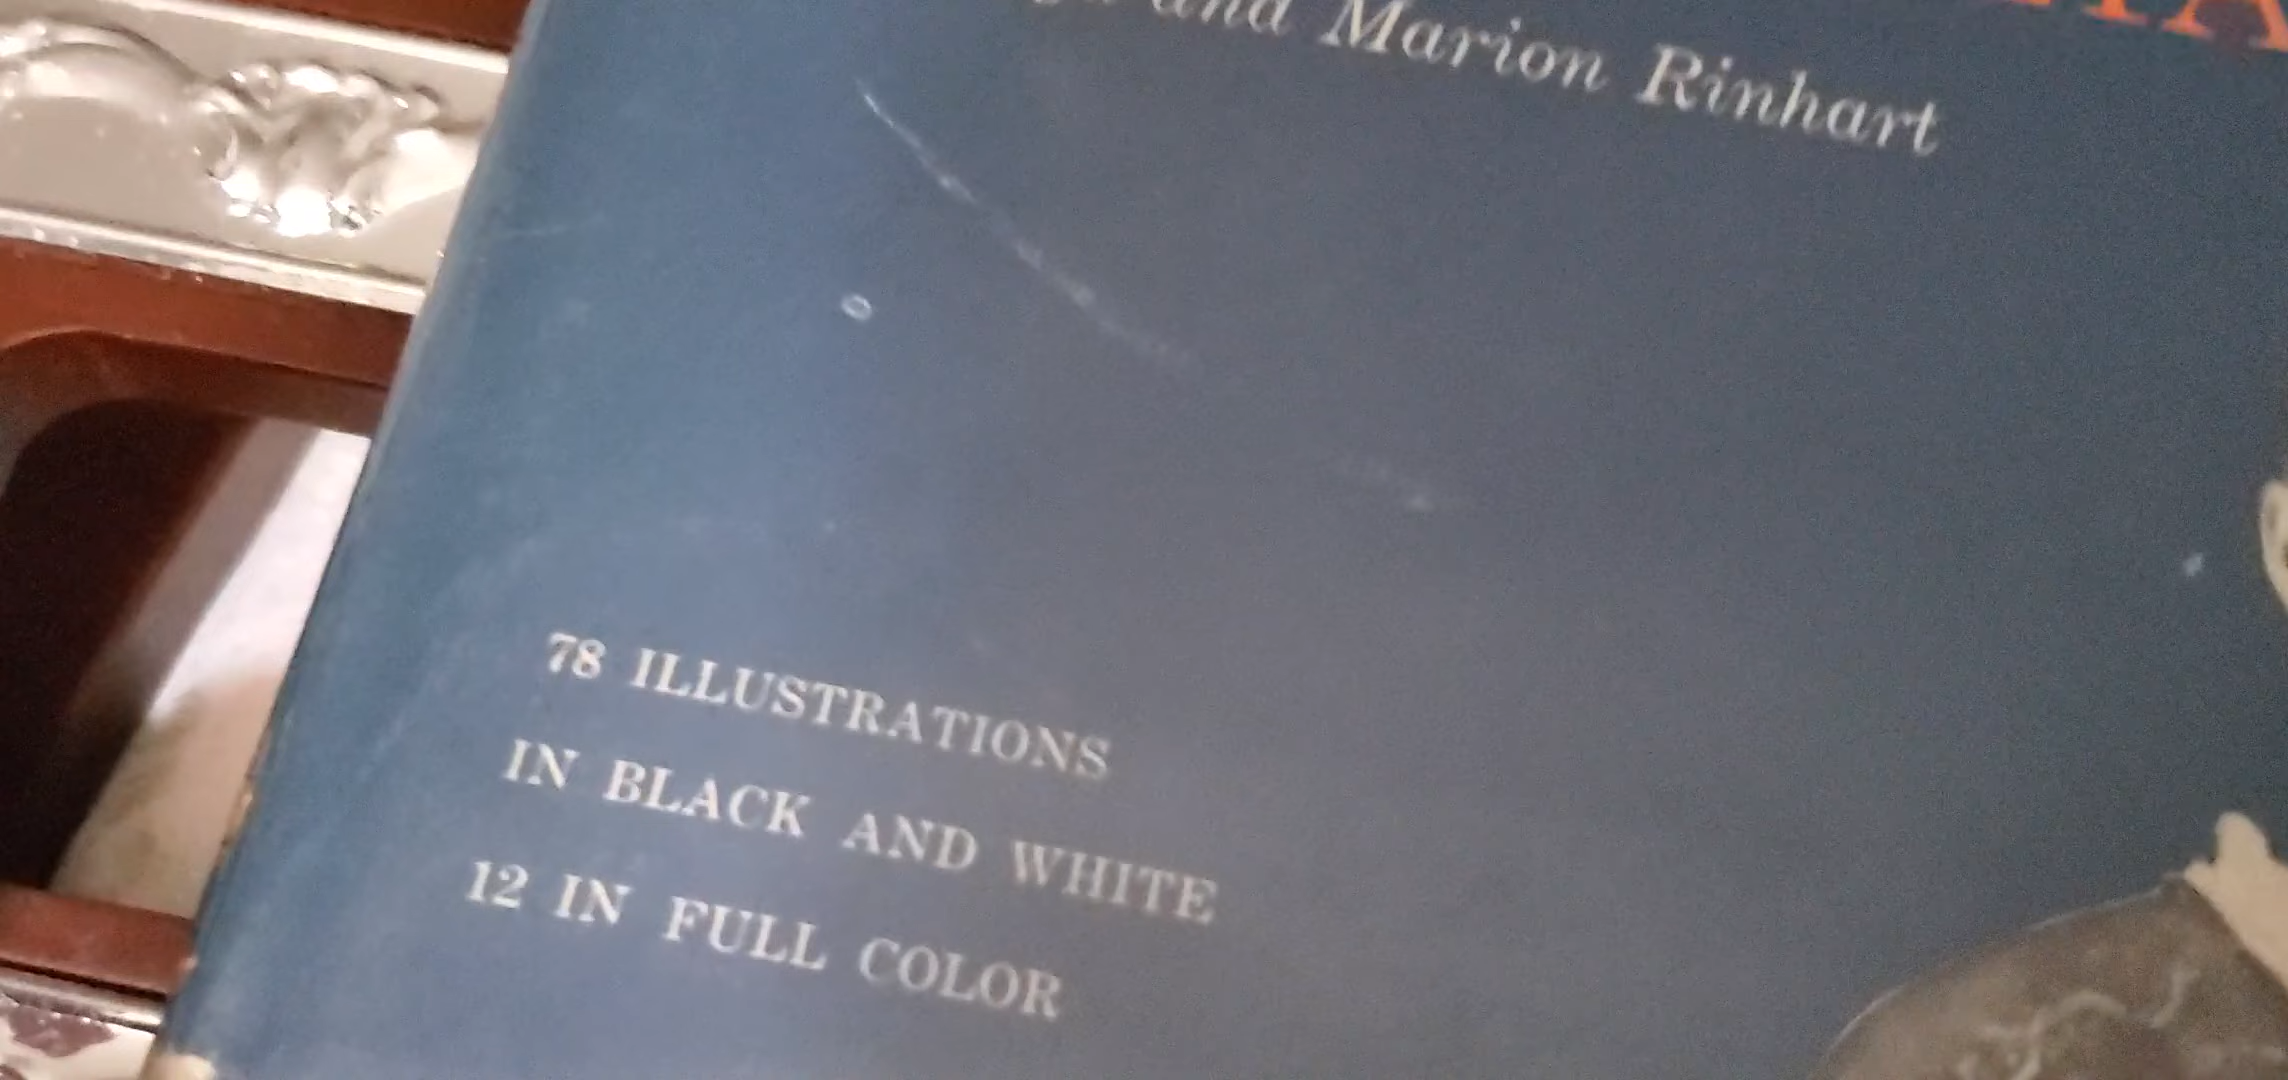 and Marion Rinhart
78 ILLUSTRATIONS
IN BLACK AND WHITE
12 IN FULL COLOR